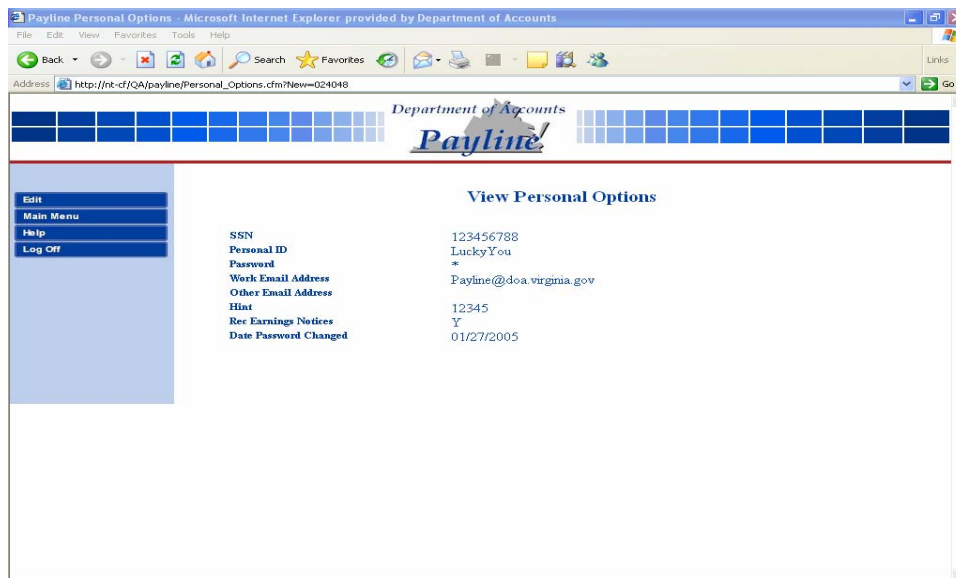 Payline Personal Options - Microsoft Internet Explorer provided by Department of Accounts
File Edit View Favorites Tools Help
Back Search Favorites Links
Address http://nt-cf/QA/payline/Personal_Options.cfm?New=024048 Go
Department of Accounts
Payline
View Personal Options
Edit
Main Menu
Help
Log Off
SSN 123456788
Personal ID LuckyYou
Password *
Work Email Address Payline@doa.virginia.gov
Other Email Address
Hint 12345
Rec Earnings Notices Y
Date Password Changed 01/27/2005